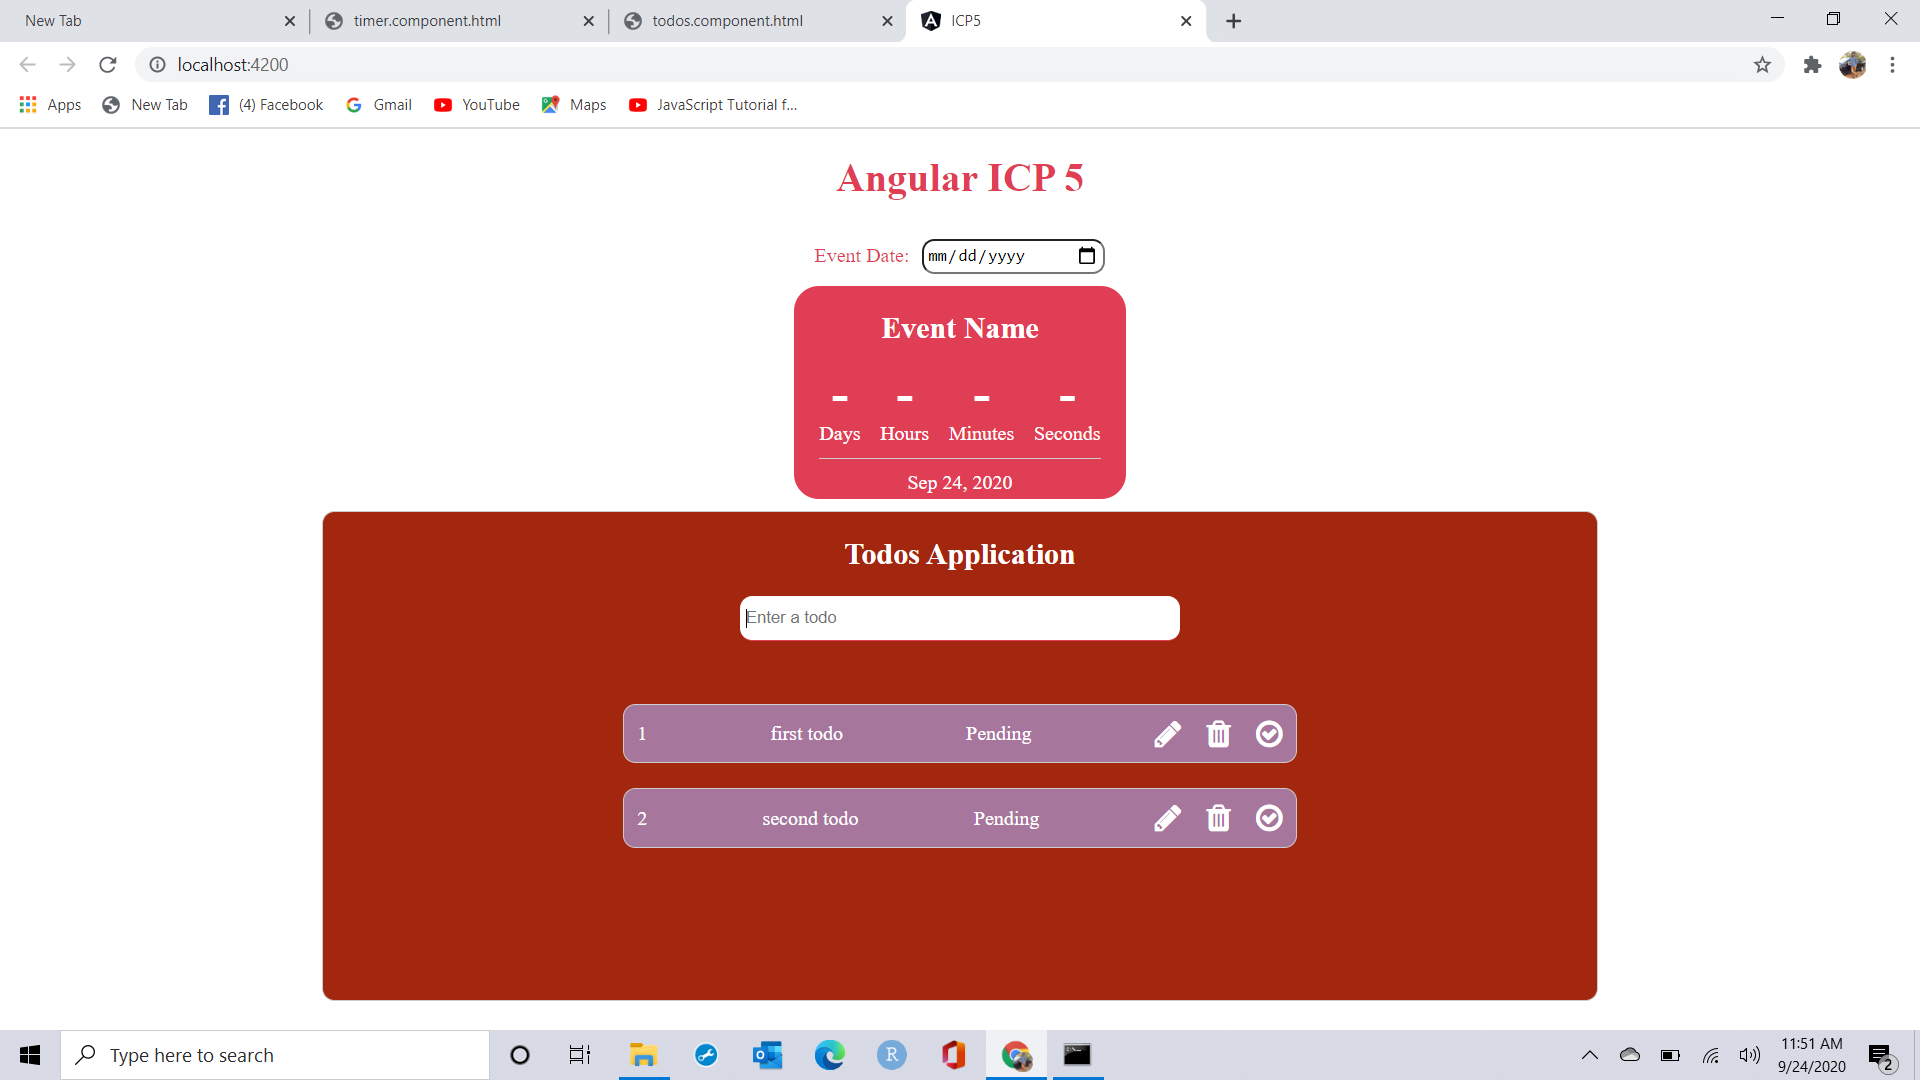 New Tab
timer.component.html
todos.component.html
ICP5
localhost:4200
Apps
New Tab
(4) Facebook
Gmail
YouTube
Maps
JavaScript Tutorial f...
Angular ICP 5
Event Date: mm/dd/yyyy
Event Name
- - - -
Days Hours Minutes Seconds
Sep 24, 2020
Todos Application
Enter a todo
1 first todo Pending
2 second todo Pending
Type here to search
11:51 AM
9/24/2020
2